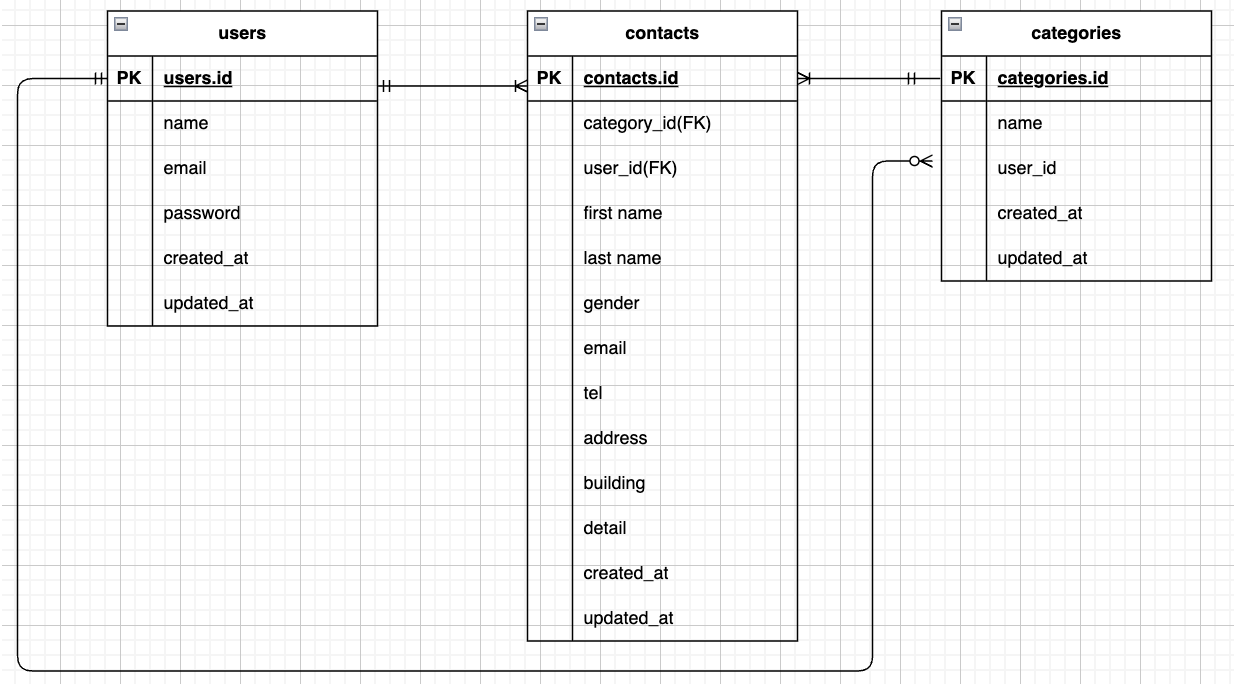 users
PK users.id
name
email
password
created_at
updated_at
contacts
PK contacts.id
category_id(FK)
user_id(FK)
first name
last name
gender
email
tel
address
building
detail
created_at
updated_at
categories
PK categories.id
name
user_id
created_at
updated_at